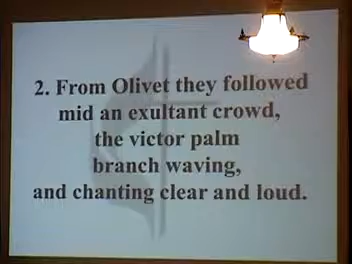 2. From Olivet they followed
mid an exultant crowd,
the victor palm
branch waving,
and chanting clear and loud.